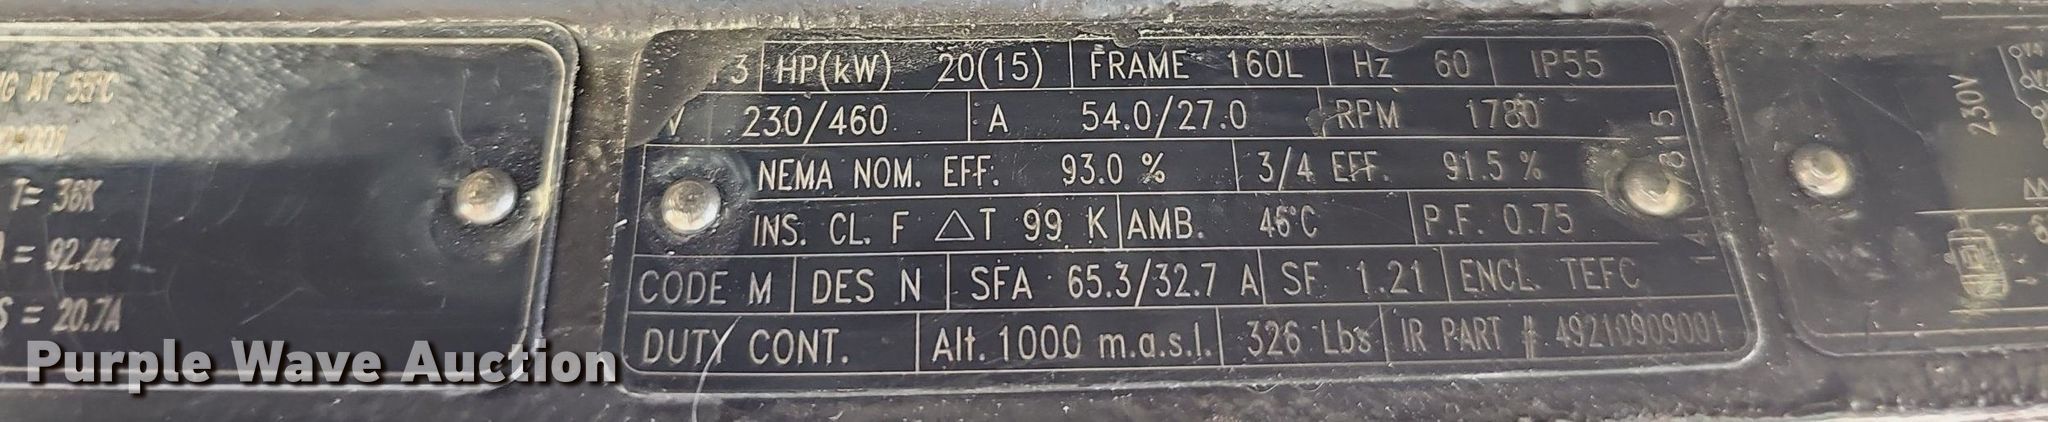 G AT 55°C
T= 36K
= 92.4%
S = 20.7A
3 HP(kW) 20(15) FRAME 160L Hz 60 IP55
V 230/460 A 54.0/27.0 RPM 1780
NEMA NOM. EFF. 93.0 % 3/4 EFF. 91.5 %
INS. CL. F △T 99 K AMB. 46°C P.F. 0.75
CODE M DES N SFA 65.3/32.7 A SF 1.21 ENCL. TEFC
DUTY CONT. Alt. 1000 m.a.s.l. 326 Lbs IR PART # 49210909001
230V
Purple Wave Auction